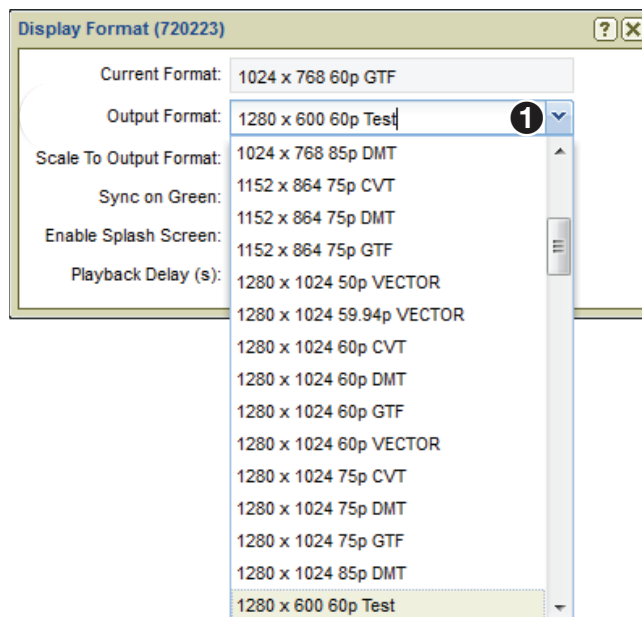 Display Format (720223) ? X
Current Format: 1024 x 768 60p GTF
Output Format: 1280 x 600 60p Test 1
Scale To Output Format: 1024 x 768 85p DMT
1152 x 864 75p CVT
Sync on Green: 1152 x 864 75p DMT
Enable Splash Screen: 1152 x 864 75p GTF
Playback Delay (s): 1280 x 1024 50p VECTOR
1280 x 1024 59.94p VECTOR
1280 x 1024 60p CVT
1280 x 1024 60p DMT
1280 x 1024 60p GTF
1280 x 1024 60p VECTOR
1280 x 1024 75p CVT
1280 x 1024 75p DMT
1280 x 1024 75p GTF
1280 x 1024 85p DMT
1280 x 600 60p Test